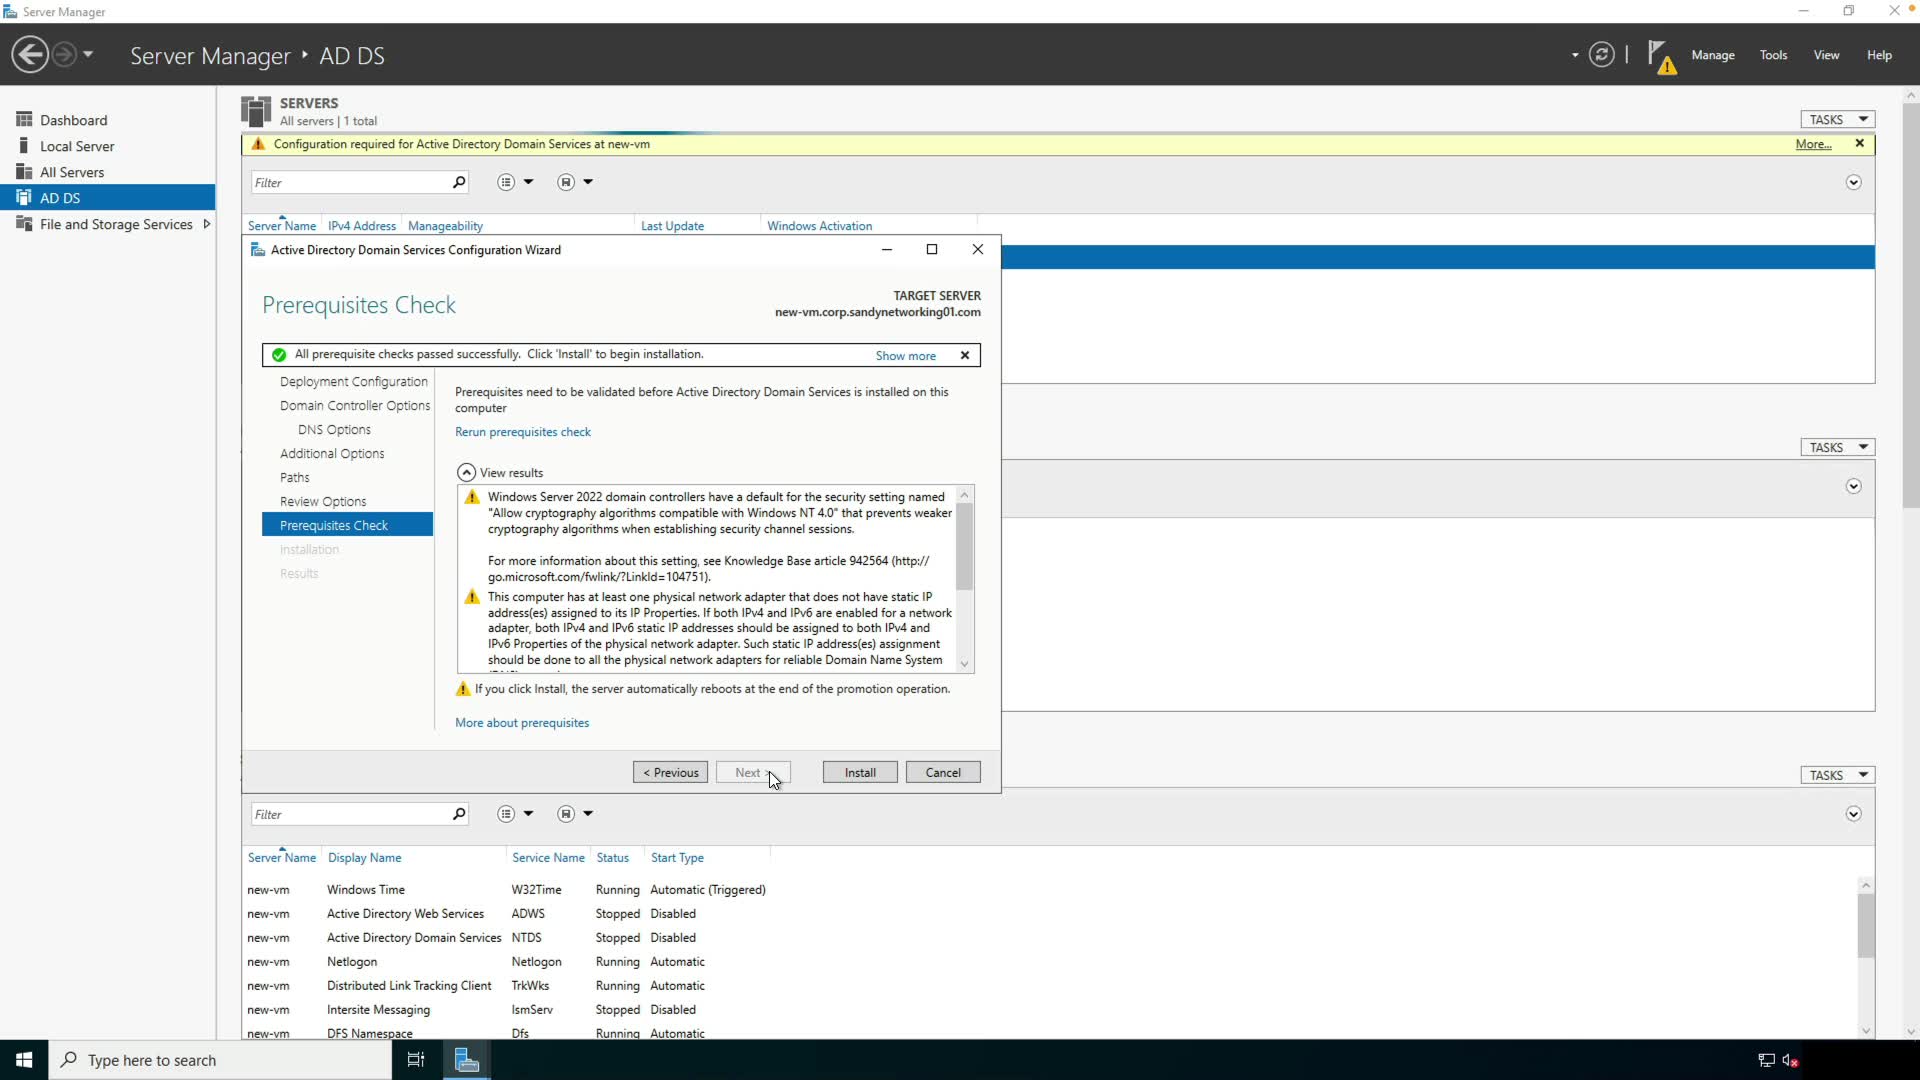 Server Manager
Server Manager ‣ AD DS
Manage
Tools
View
Help
Dashboard
Local Server
All Servers
AD DS
File and Storage Services
SERVERS
All servers | 1 total
TASKS
Configuration required for Active Directory Domain Services at new-vm
More...
Filter
Server Name IPv4 Address Manageability Last Update Windows Activation
Active Directory Domain Services Configuration Wizard
Prerequisites Check
TARGET SERVER
new-vm.corp.sandynetworking01.com
All prerequisite checks passed successfully. Click 'Install' to begin installation.
Show more
Deployment Configuration
Domain Controller Options
DNS Options
Additional Options
Paths
Review Options
Prerequisites Check
Installation
Results
Prerequisites need to be validated before Active Directory Domain Services is installed on this
computer
Rerun prerequisites check
View results
Windows Server 2022 domain controllers have a default for the security setting named
"Allow cryptography algorithms compatible with Windows NT 4.0" that prevents weaker
cryptography algorithms when establishing security channel sessions.
For more information about this setting, see Knowledge Base article 942564 (http://
go.microsoft.com/fwlink/?LinkId=104751).
This computer has at least one physical network adapter that does not have static IP
address(es) assigned to its IP Properties. If both IPv4 and IPv6 are enabled for a network
adapter, both IPv4 and IPv6 static IP addresses should be assigned to both IPv4 and
IPv6 Properties of the physical network adapter. Such static IP address(es) assignment
should be done to all the physical network adapters for reliable Domain Name System
If you click Install, the server automatically reboots at the end of the promotion operation.
More about prerequisites
< Previous
Next >
Install
Cancel
TASKS
TASKS
Filter
Server Name Display Name Service Name Status Start Type
new-vm Windows Time W32Time Running Automatic (Triggered)
new-vm Active Directory Web Services ADWS Stopped Disabled
new-vm Active Directory Domain Services NTDS Stopped Disabled
new-vm Netlogon Netlogon Running Automatic
new-vm Distributed Link Tracking Client TrkWks Running Automatic
new-vm Intersite Messaging IsmServ Stopped Disabled
new-vm DFS Namespace Dfs Running Automatic
Type here to search